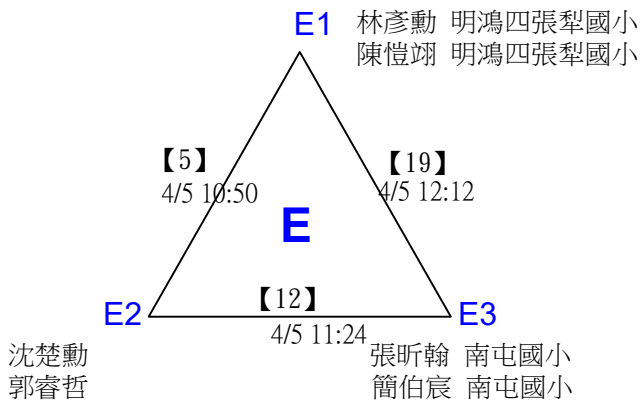 E1 林彥勳 明鴻四張犁國小
陳愷翊 明鴻四張犁國小
【5】
4/5 10:50
【19】
4/5 12:12
E
【12】
4/5 11:24
E2
E3
沈楚勳
郭睿哲
張昕翰 南屯國小
簡伯宸 南屯國小